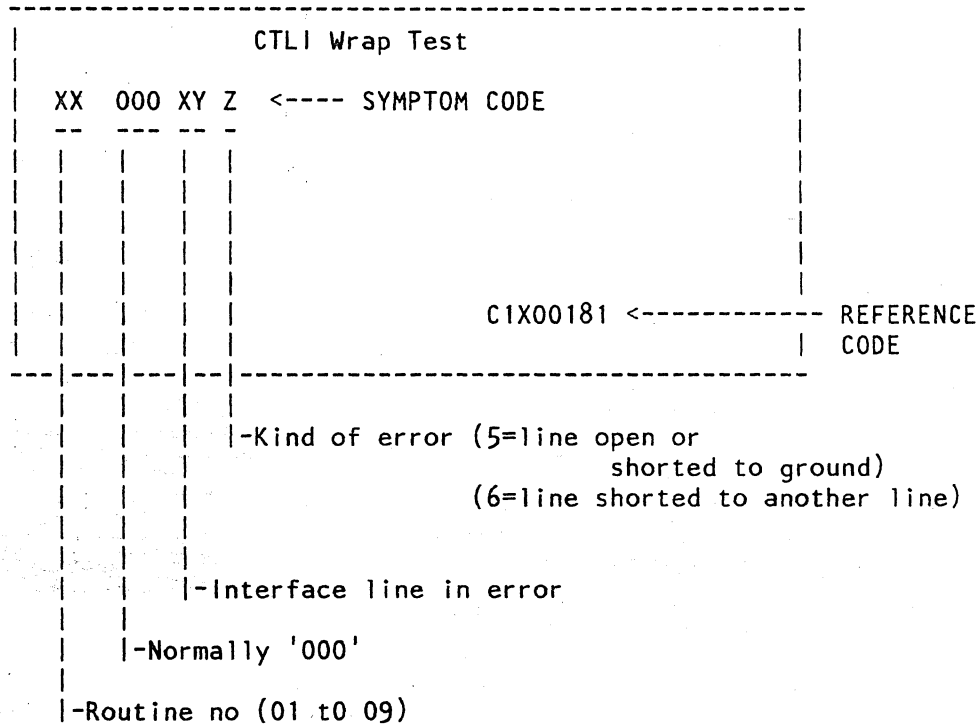 CTLI Wrap Test
XX 000 XY Z <---- SYMPTOM CODE
C1X00181 <------------ REFERENCE
CODE
|-Kind of error (5=line open or
shorted to ground)
(6=line shorted to another line)
|-Interface line in error
|-Normally '000'
|-Routine no (01 t0 09)